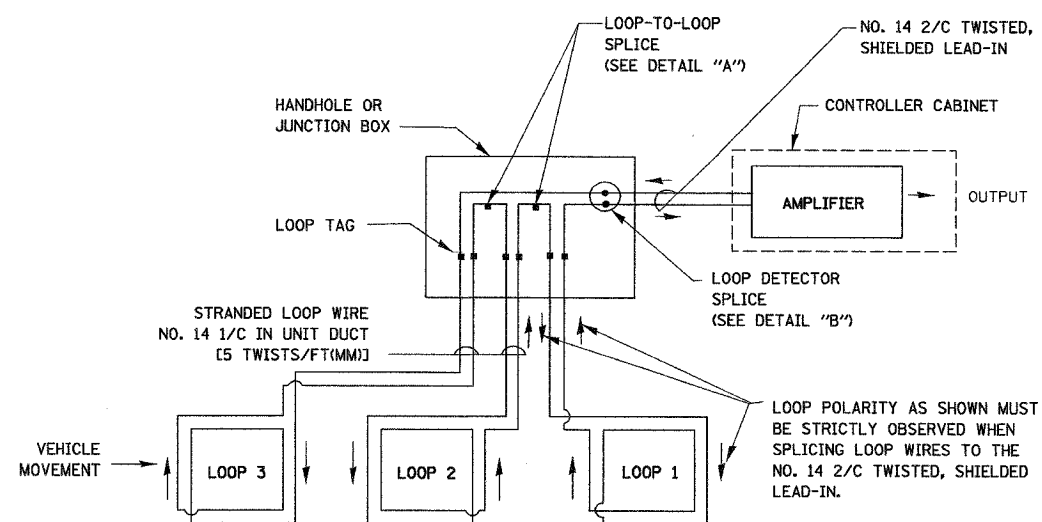 LOOP-TO-LOOP
SPLICE
(SEE DETAIL "A")
NO. 14 2/C TWISTED,
SHIELDED LEAD-IN
HANDHOLE OR
JUNCTION BOX
CONTROLLER CABINET
AMPLIFIER
OUTPUT
LOOP TAG
LOOP DETECTOR
SPLICE
(SEE DETAIL "B")
STRANDED LOOP WIRE
NO. 14 1/C IN UNIT DUCT
[5 TWISTS/FT(MM)]
LOOP POLARITY AS SHOWN MUST
BE STRICTLY OBSERVED WHEN
SPLICING LOOP WIRES TO THE
NO. 14 2/C TWISTED, SHIELDED
LEAD-IN.
VEHICLE
MOVEMENT
LOOP 3
LOOP 2
LOOP 1